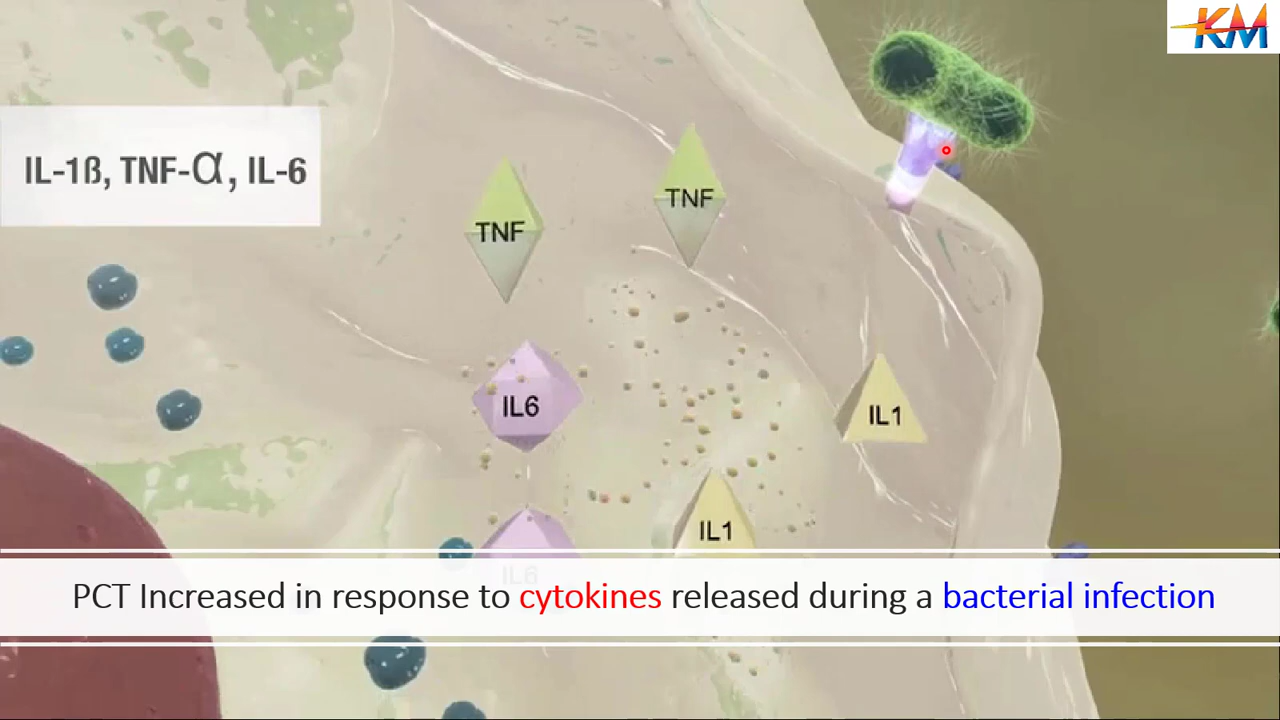 KM
IL-1ß, TNF-α, IL-6
TNF
TNF
IL6
IL1
IL1
IL6
PCT Increased in response to cytokines released during a bacterial infection